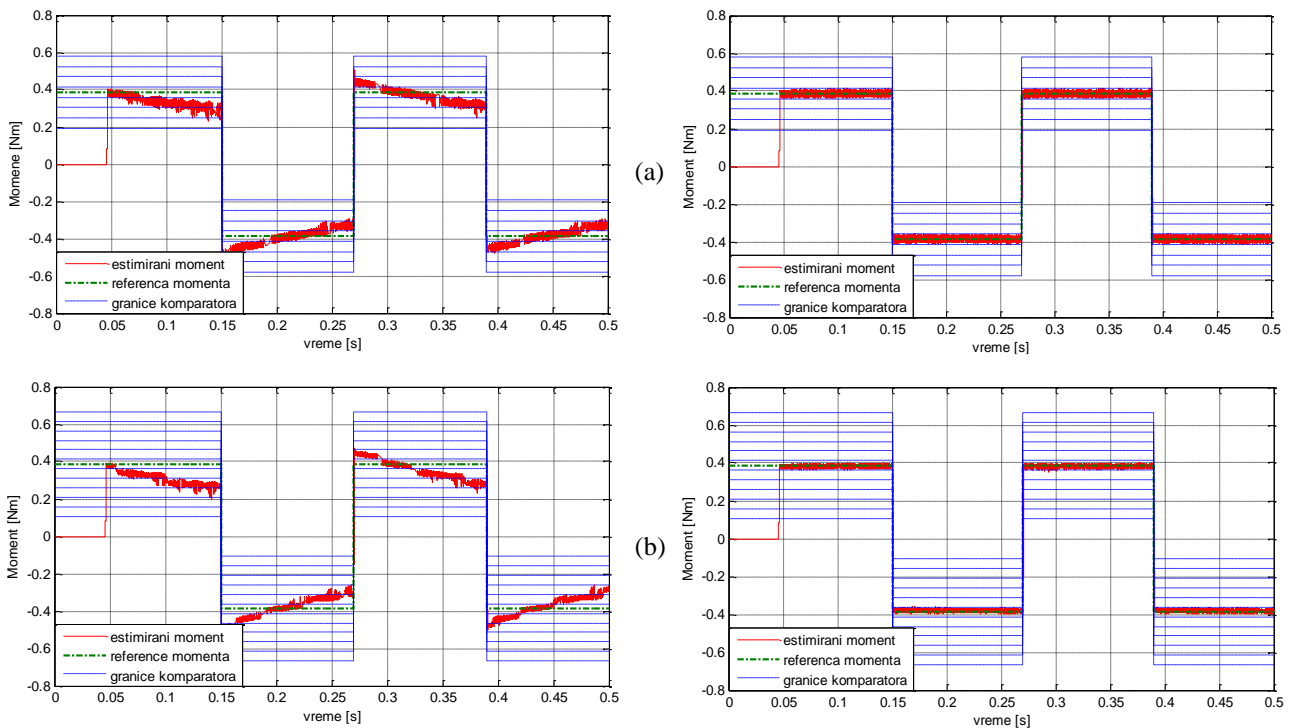 0.8
0.6
0.4
0.2
0
-0.2
-0.4
-0.6
-0.8
Momene [Nm]
estimirani moment
referenca momenta
granice komparatora
0 0.05 0.1 0.15 0.2 0.25 0.3 0.35 0.4 0.45 0.5
vreme [s]
(a)
0.8
0.6
0.4
0.2
0
-0.2
-0.4
-0.6
-0.8
Moment [Nm]
estimirani moment
referenca momenta
granice komparatora
0 0.05 0.1 0.15 0.2 0.25 0.3 0.35 0.4 0.45 0.5
vreme [s]
0.8
0.6
0.4
0.2
0
-0.2
-0.4
-0.6
-0.8
Moment [Nm]
estimirani moment
reference momenta
granice komparatora
0 0.05 0.1 0.15 0.2 0.25 0.3 0.35 0.4 0.45 0.5
vreme [s]
(b)
0.8
0.6
0.4
0.2
0
-0.2
-0.4
-0.6
-0.8
Moment [Nm]
estimirani moment
referenca momenta
granice komparatora
0 0.05 0.1 0.15 0.2 0.25 0.3 0.35 0.4 0.45 0.5
vreme [s]